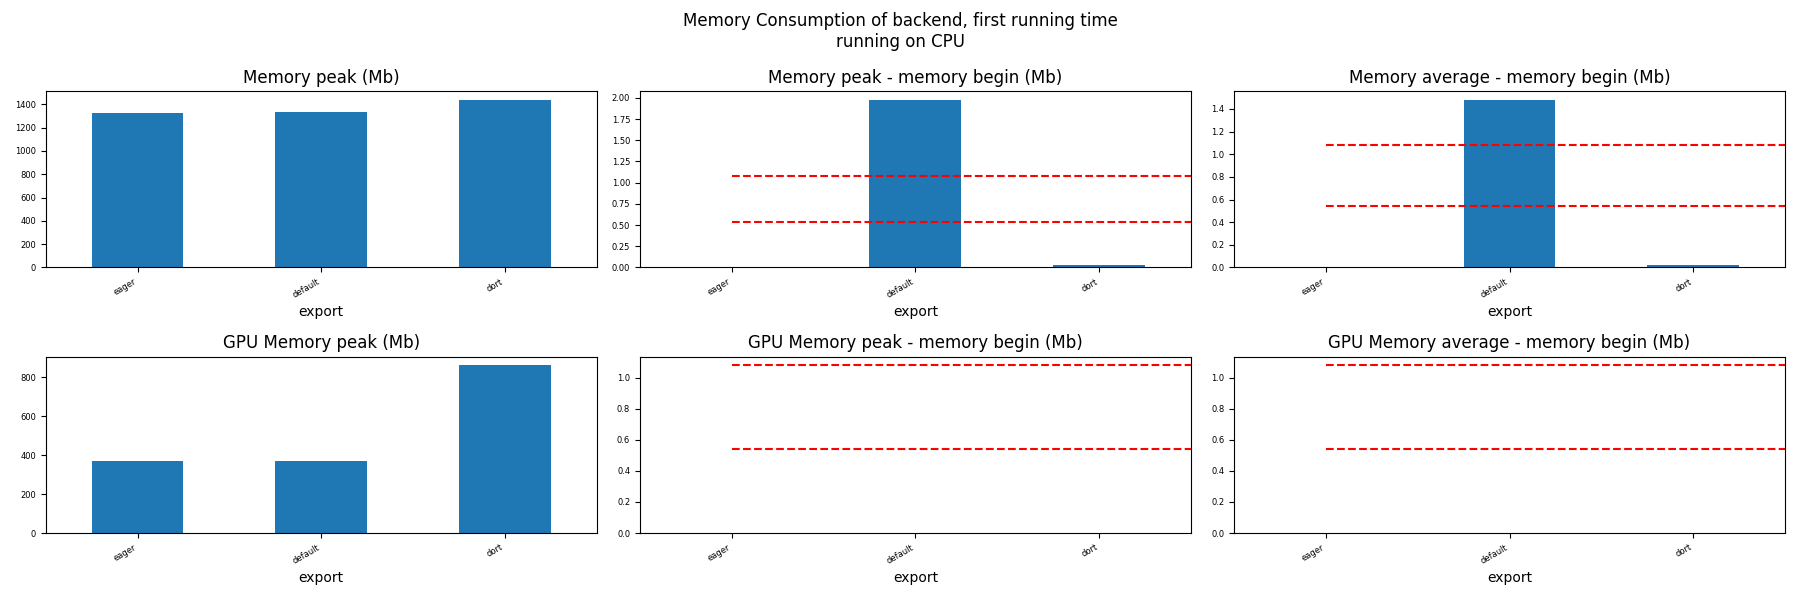 Memory Consumption of backend, first running time
running on CPU
Memory peak (Mb)
1400
1200
1000
800
600
400
200
0
eager
default
dort
export
Memory peak - memory begin (Mb)
2.00
1.75
1.50
1.25
1.00
0.75
0.50
0.25
0.00
eager
default
dort
export
Memory average - memory begin (Mb)
1.4
1.2
1.0
0.8
0.6
0.4
0.2
0.0
eager
default
dort
export
GPU Memory peak (Mb)
800
600
400
200
0
eager
default
dort
export
GPU Memory peak - memory begin (Mb)
1.0
0.8
0.6
0.4
0.2
0.0
eager
default
dort
export
GPU Memory average - memory begin (Mb)
1.0
0.8
0.6
0.4
0.2
0.0
eager
default
dort
export